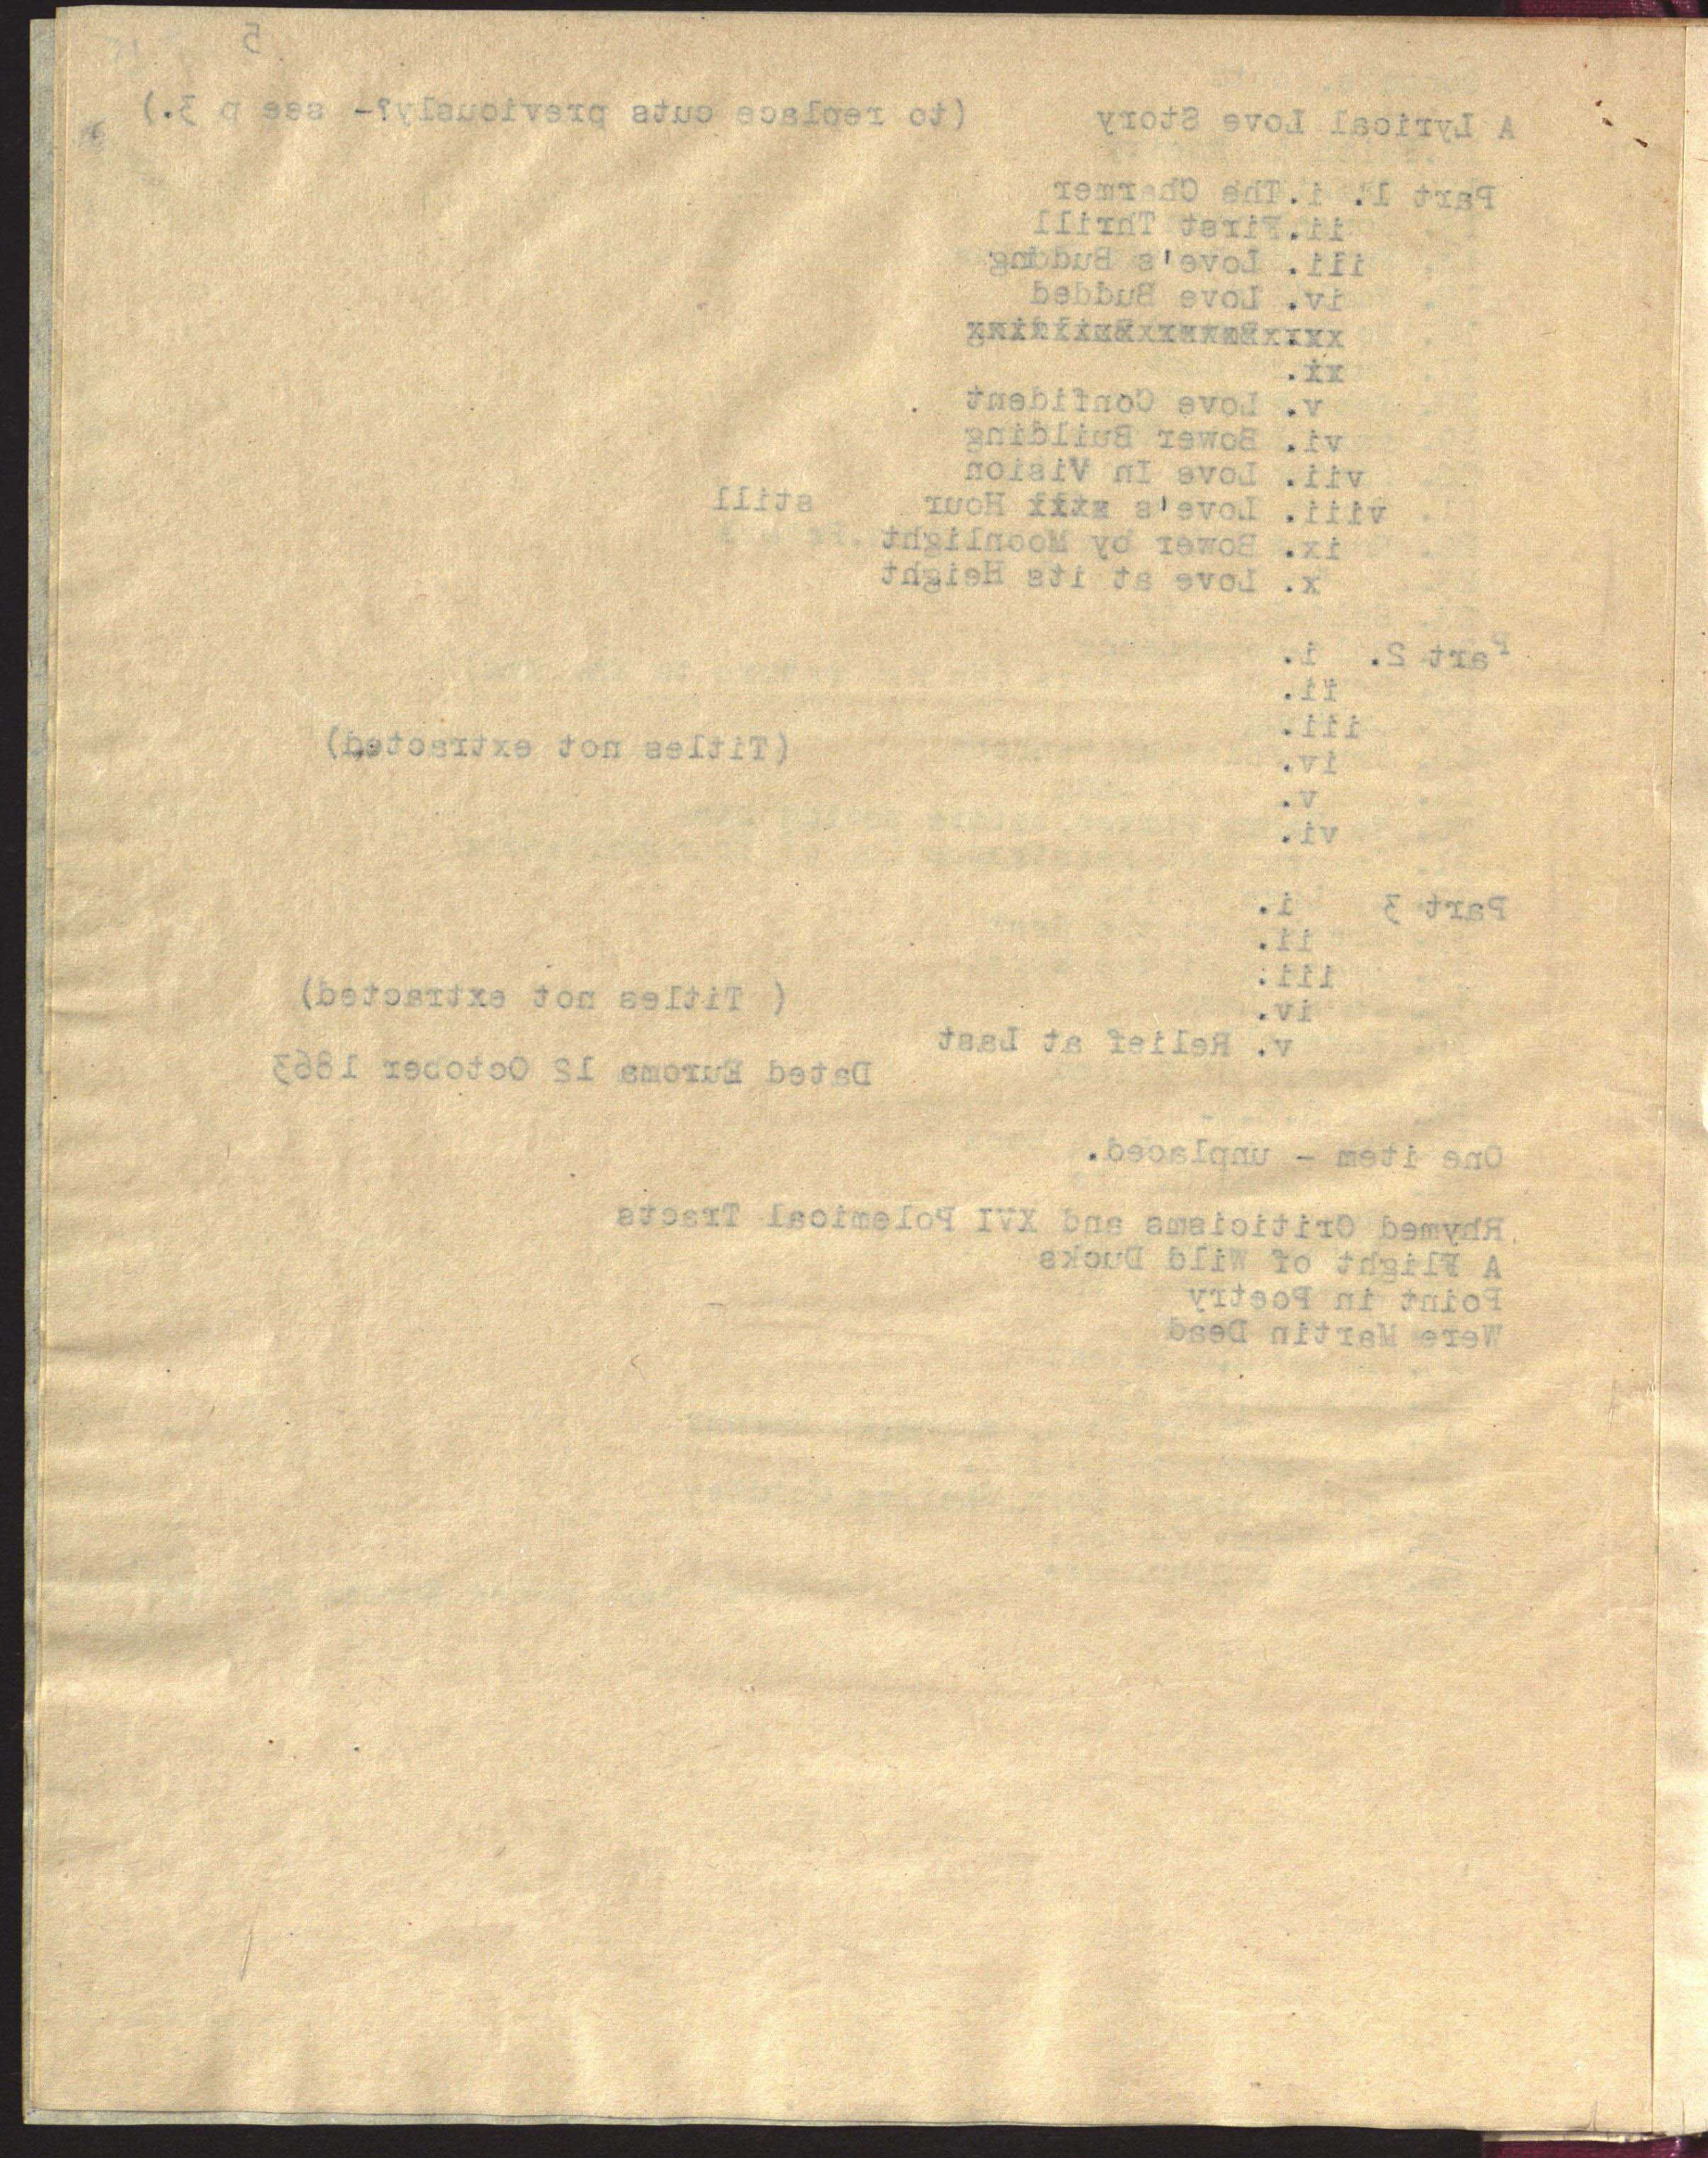 5
A Lyrical Love Story (to replace cuts previously?- see p 3.)
Part 1. i.The Charmer
ii.First Thrill
iii. Love's Budding
iv. Love Budded
v. Love Confident
vi. Bower Building
vii. Love In Vision
viii. Love's Hour still
ix. Bower by Moonlight
x. Love at its Height
Part 2. i.
ii.
iii.
(Titles not extracted)
iv.
v.
vi.
Part 3 i.
ii.
iii.
( Titles not extracted)
iv.
v. Relief at Last
Dated Euroma 12 October 1863
One item - unplaced.
Rhymed Criticisms and XVI Polemical Tracts
A Flight of Wild Ducks
Point in Poetry
Were Martin Dead